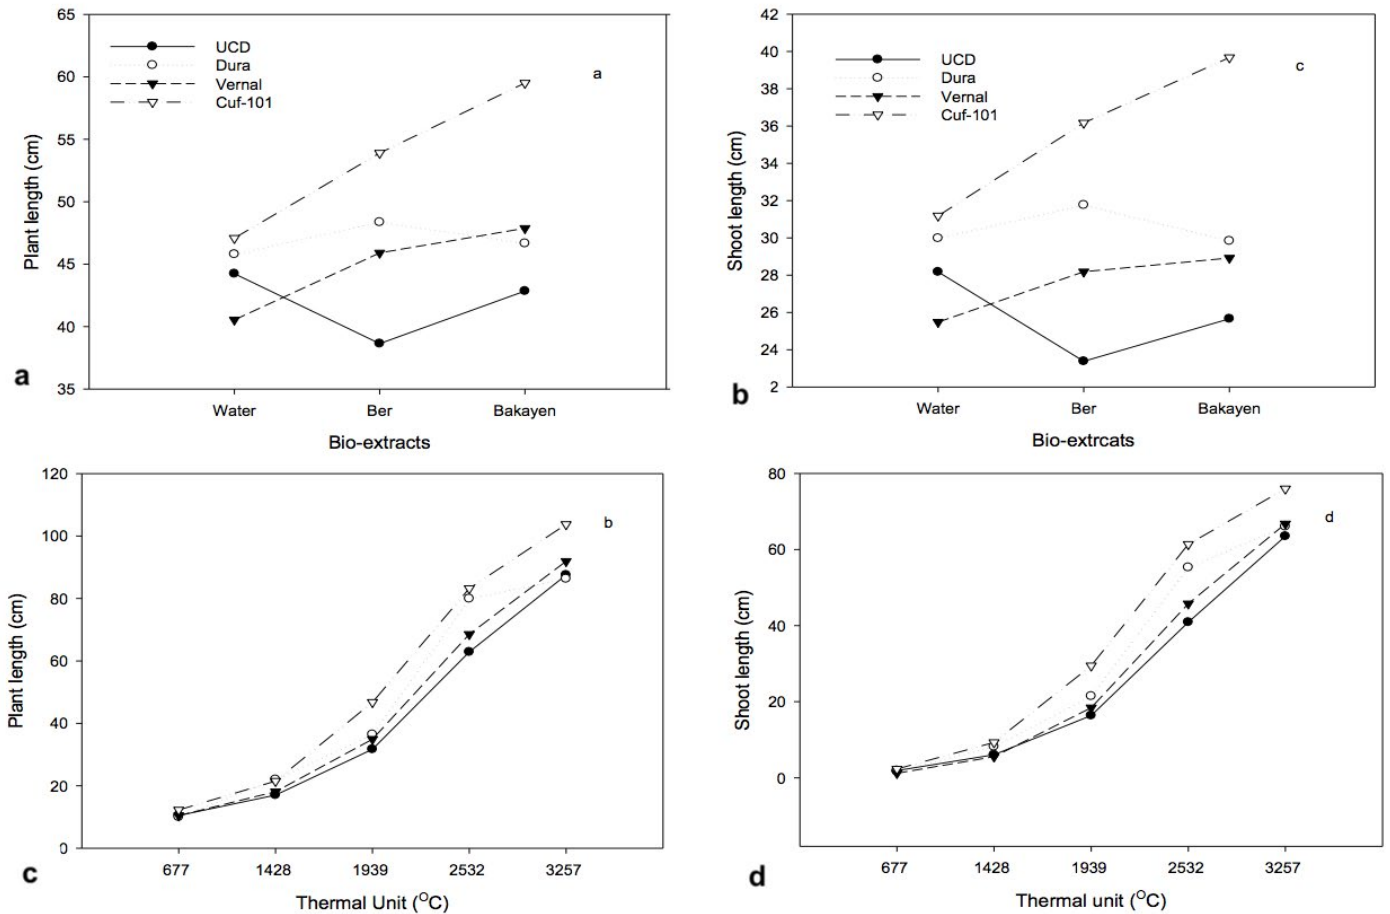 65
60
55
50
45
40
35
Plant length (cm)
UCD
Dura
Vernal
Cuf-101
a
a
Water Ber Bakayen
Bio-extracts
42
40
38
36
34
32
30
28
26
24
2
Shoot length (cm)
UCD
Dura
Vernal
Cuf-101
c
b
Water Ber Bakayen
Bio-extrcats
120
100
80
60
40
20
0
Plant length (cm)
b
c
677 1428 1939 2532 3257
Thermal Unit (OC)
80
60
40
20
0
Shoot length (cm)
d
d
677 1428 1939 2532 3257
Thermal unit (OC)